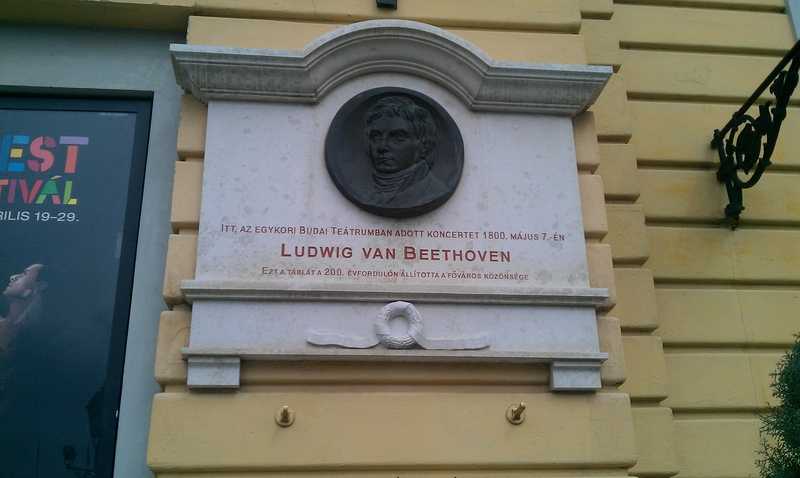 EST
TIVÁL
RILIS 19-29.
Itt, az egykori Budai Teátrumban adott koncertet 1800. május 7.-én
Ludwig van Beethoven
Ezt a táblát a 200. évfordulón állította a főváros közönsége